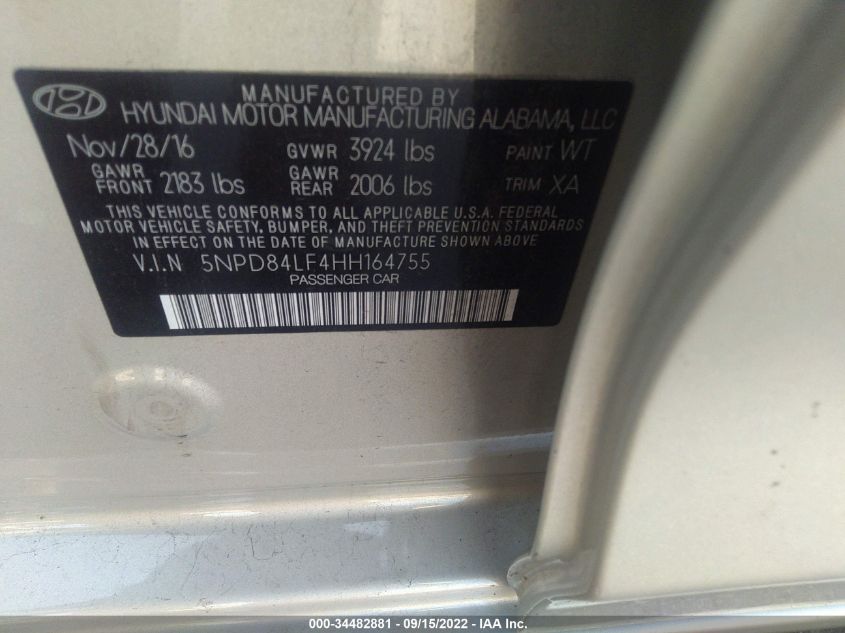 MANUFACTURED BY
HYUNDAI MOTOR MANUFACTURING ALABAMA, LLC
Nov/28/16 GVWR 3924 lbs PAINT WT
GAWR FRONT 2183 lbs GAWR REAR 2006 lbs TRIM XA
THIS VEHICLE CONFORMS TO ALL APPLICABLE U.S.A. FEDERAL
MOTOR VEHICLE SAFETY, BUMPER, AND THEFT PREVENTION STANDARDS
IN EFFECT ON THE DATE OF MANUFACTURE SHOWN ABOVE.
V.I.N 5NPD84LF4HH164755
PASSENGER CAR
000-34482881 - 09/15/2022 - IAA Inc.